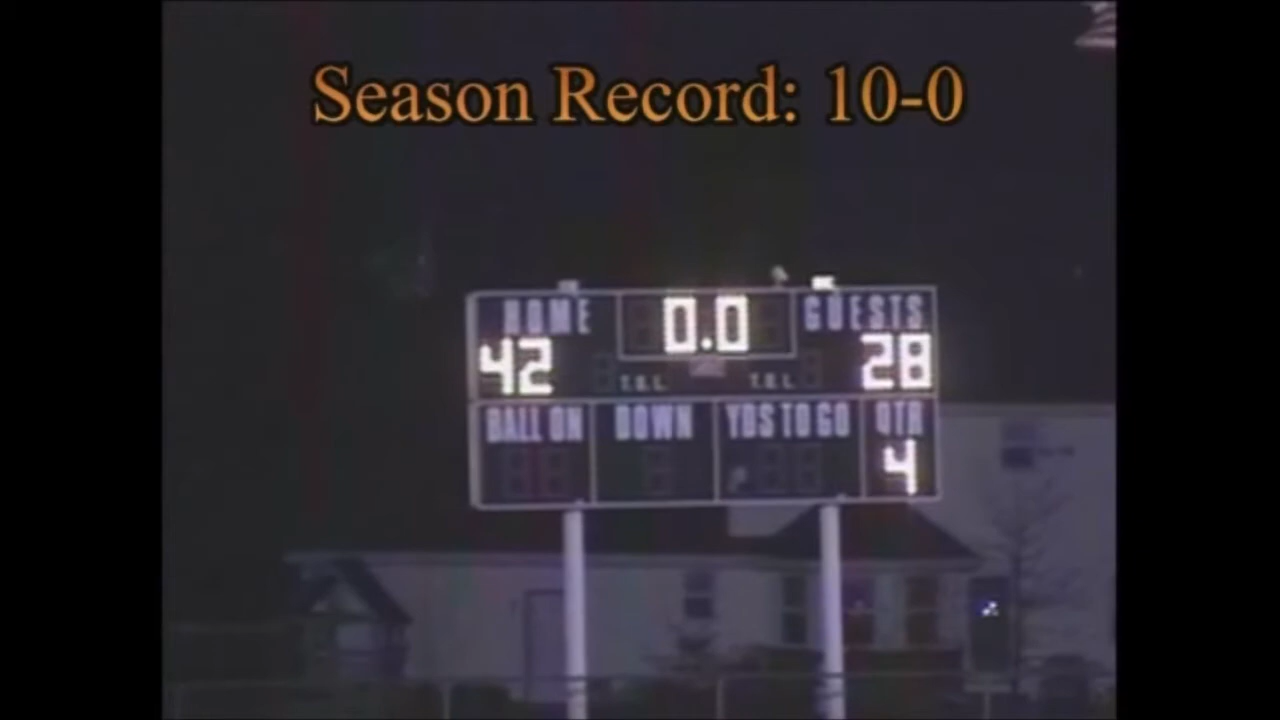 Season Record: 10-0
HOME 0.0 GUESTS
42 T.O.L. T.O.L. 28
BALL ON DOWN YDS TO GO QTR
4